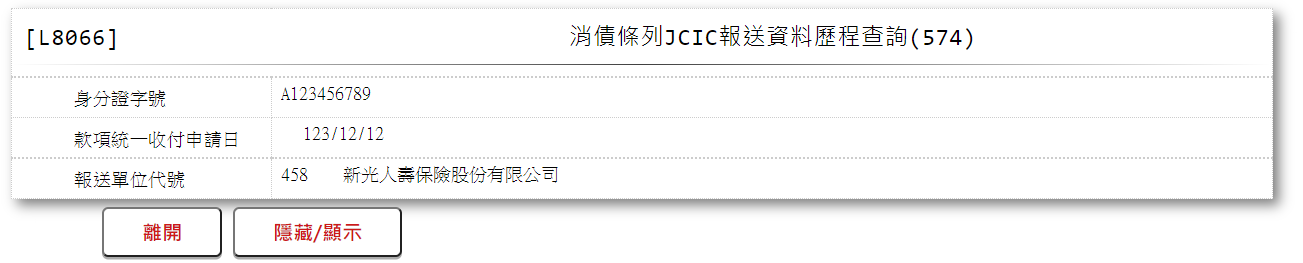 [L8066] 消債條列JCIC報送資料歷程查詢(574)
身分證字號 A123456789
款項統一收付申請日 123/12/12
報送單位代號 458 新光人壽保險股份有限公司
離開 隱藏/顯示